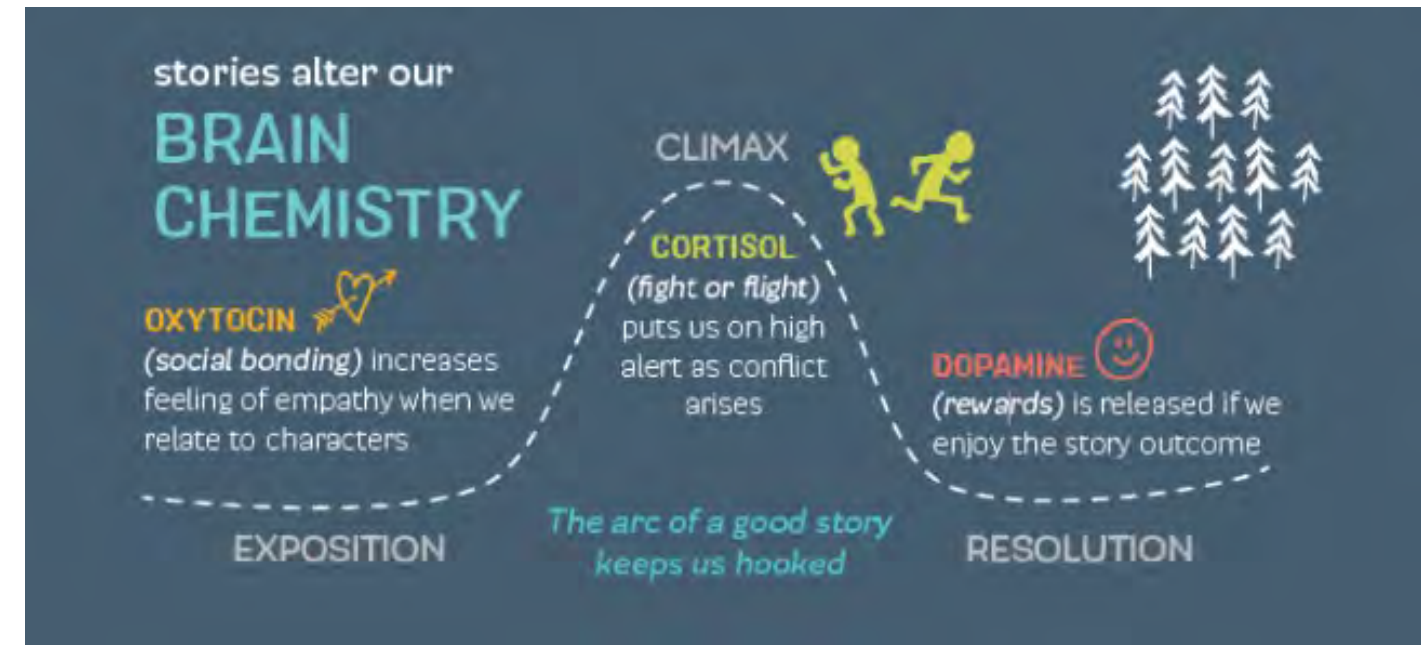 stories alter our
BRAIN
CHEMISTRY
OXYTOCIN
(social bonding) increases
feeling of empathy when we
relate to characters
EXPOSITION
CLIMAX
CORTISOL
(fight or flight)
puts us on high
alert as conflict
arises
The arc of a good story
keeps us hooked
DOPAMINE
(rewards) is released if we
enjoy the story outcome
RESOLUTION